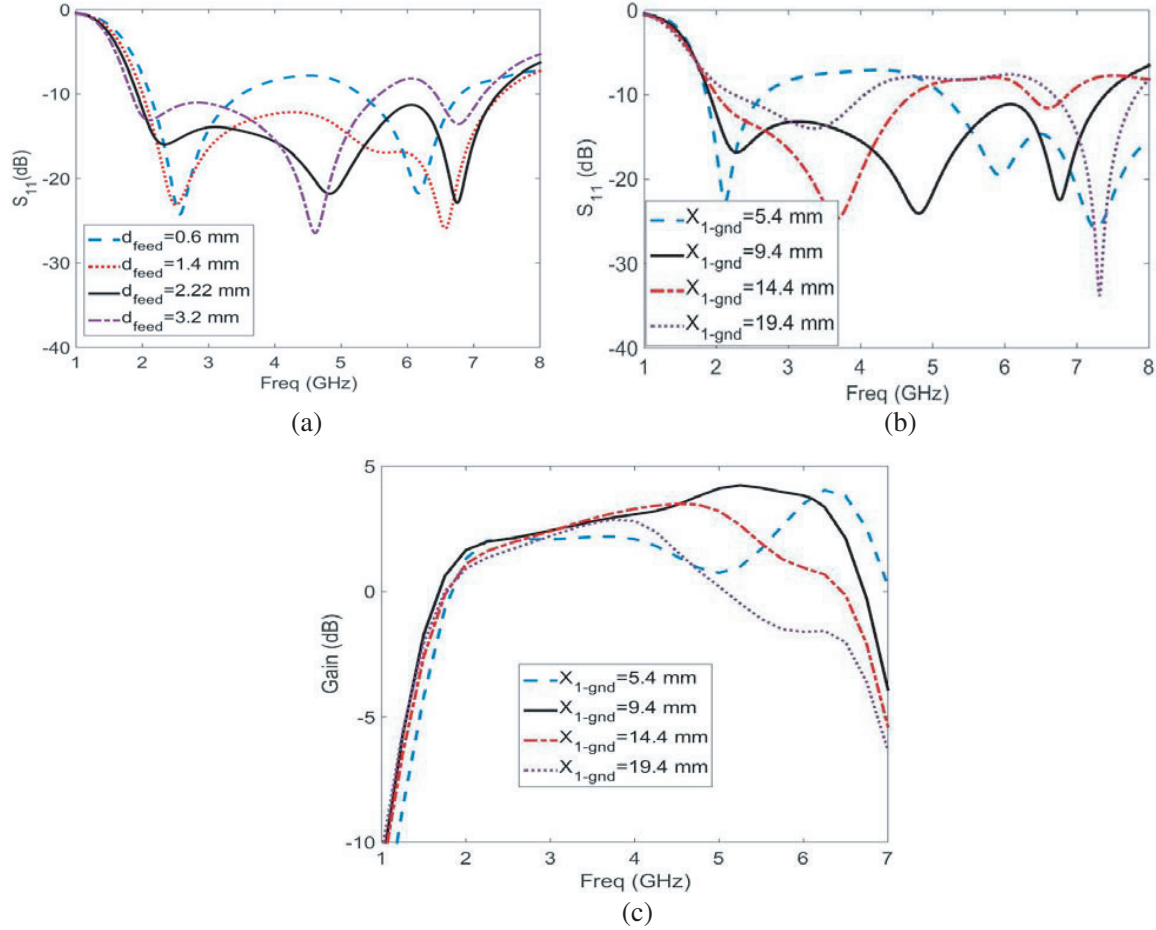 0
-10
-20
-30
-40
S11(dB)
dfeed=0.6 mm
dfeed=1.4 mm
dfeed=2.22 mm
dfeed=3.2 mm
1 2 3 4 5 6 7 8
Freq (GHz)
(a)
0
-10
-20
-30
-40
S11 (dB)
X1-gnd=5.4 mm
X1-gnd=9.4 mm
X1-gnd=14.4 mm
X1-gnd=19.4 mm
1 2 3 4 5 6 7 8
Freq (GHz)
(b)
5
0
-5
-10
Gain (dB)
X1-gnd=5.4 mm
X1-gnd=9.4 mm
X1-gnd=14.4 mm
X1-gnd=19.4 mm
1 2 3 4 5 6 7
Freq (GHz)
(c)